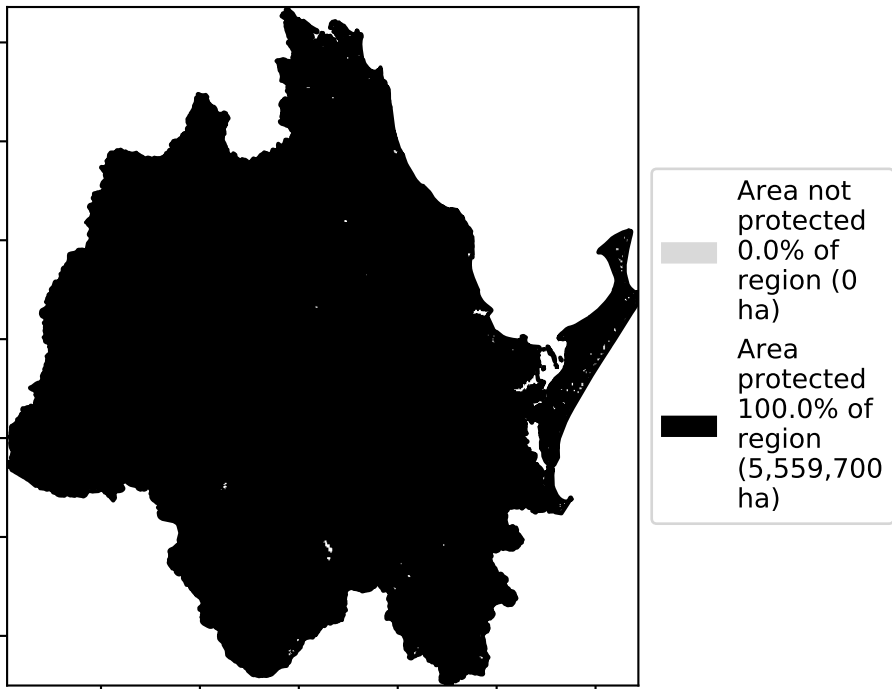 Area not
protected
0.0% of
region (0
ha)
Area
protected
100.0% of
region
(5,559,700
ha)